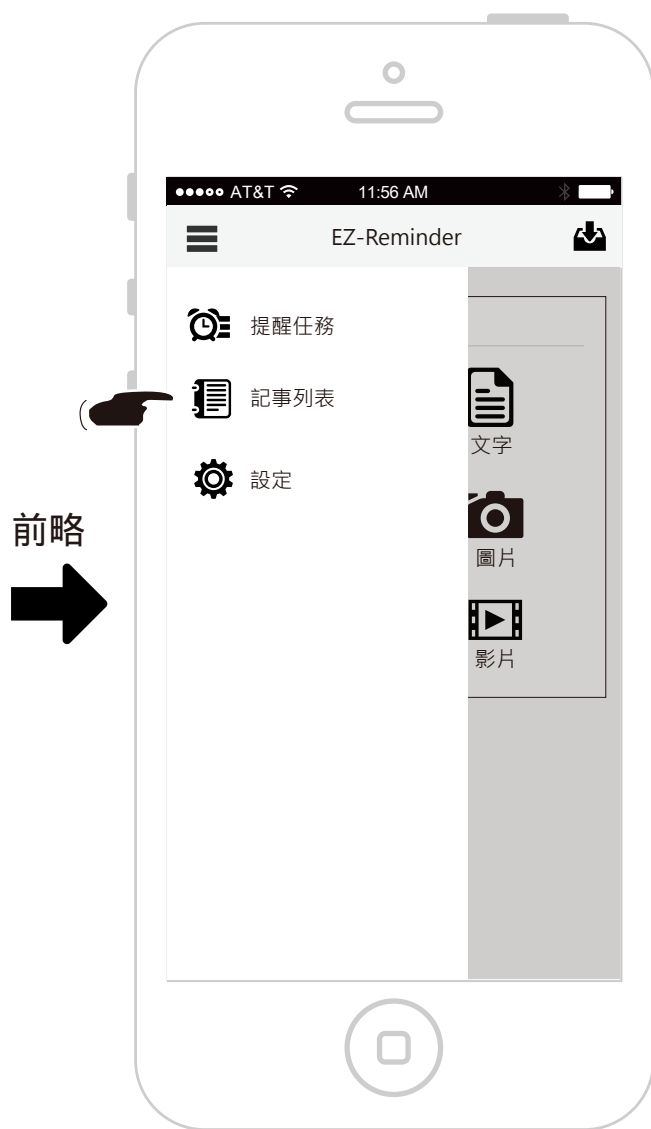 AT&T 11:56 AM
EZ-Reminder
提醒任務
記事列表
文字
設定
前略
圖片
影片